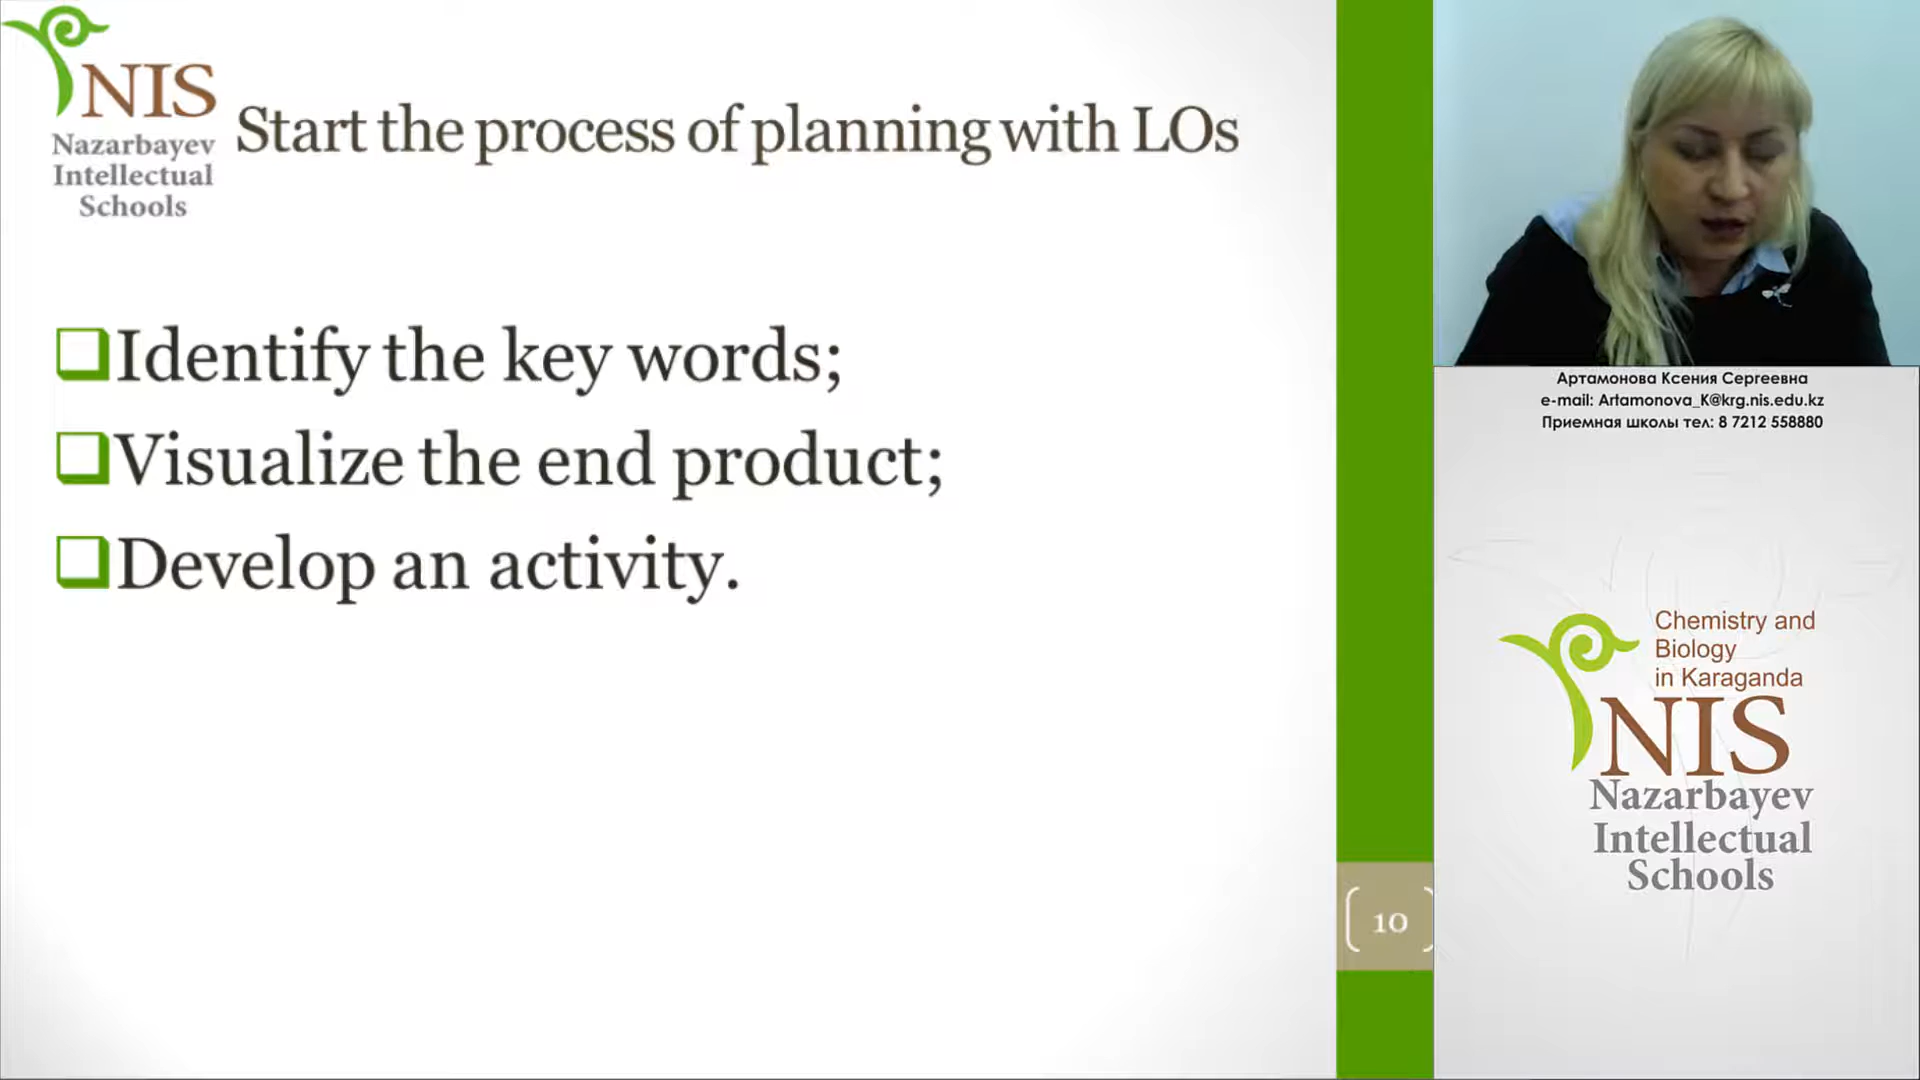 NIS
Nazarbayev
Intellectual
Schools
Start the process of planning with LOs
Identify the key words;
Visualize the end product;
Develop an activity.
10
Артамонова Ксения Сергеевна
e-mail: Artamonova_K@krg.nis.edu.kz
Приемная школы тел: 8 7212 558880
Chemistry and
Biology
in Karaganda
NIS
Nazarbayev
Intellectual
Schools